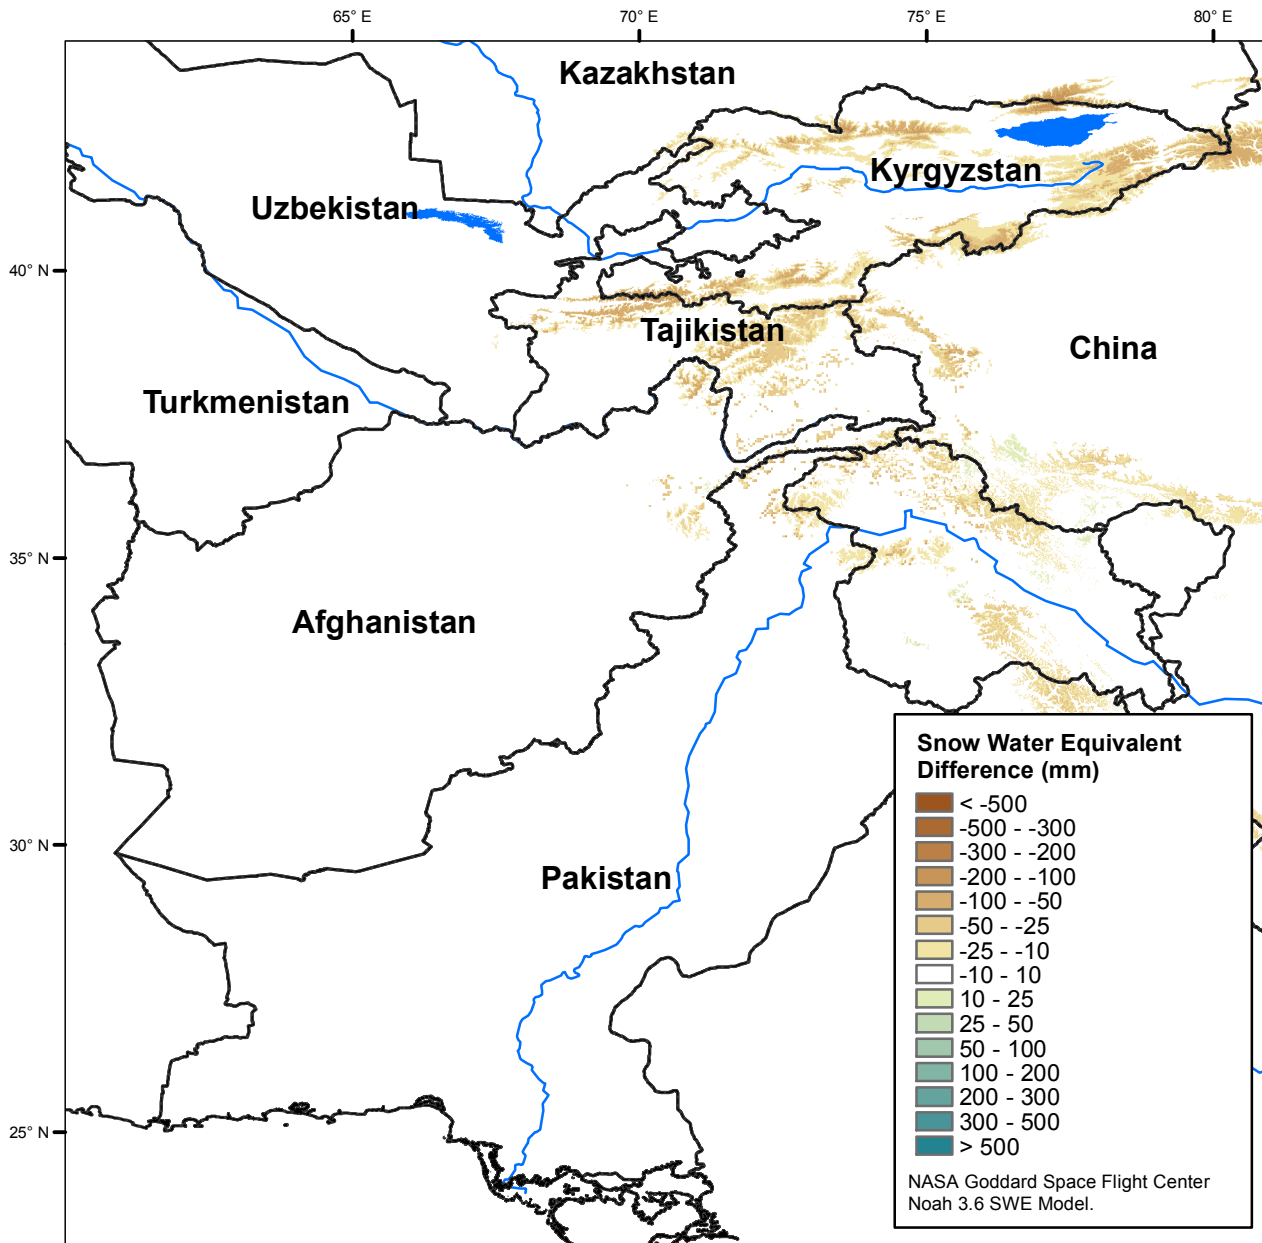 65° E
70° E
75° E
80° E
Kazakhstan
Kyrgyzstan
Uzbekistan
40° N
Tajikistan
China
Turkmenistan
35° N
Afghanistan
Snow Water Equivalent
Difference (mm)
< -500
-500 - -300
-300 - -200
-200 - -100
-100 - -50
-50 - -25
-25 - -10
-10 - 10
10 - 25
25 - 50
50 - 100
100 - 200
200 - 300
300 - 500
> 500
NASA Goddard Space Flight Center
Noah 3.6 SWE Model.
30° N
Pakistan
25° N